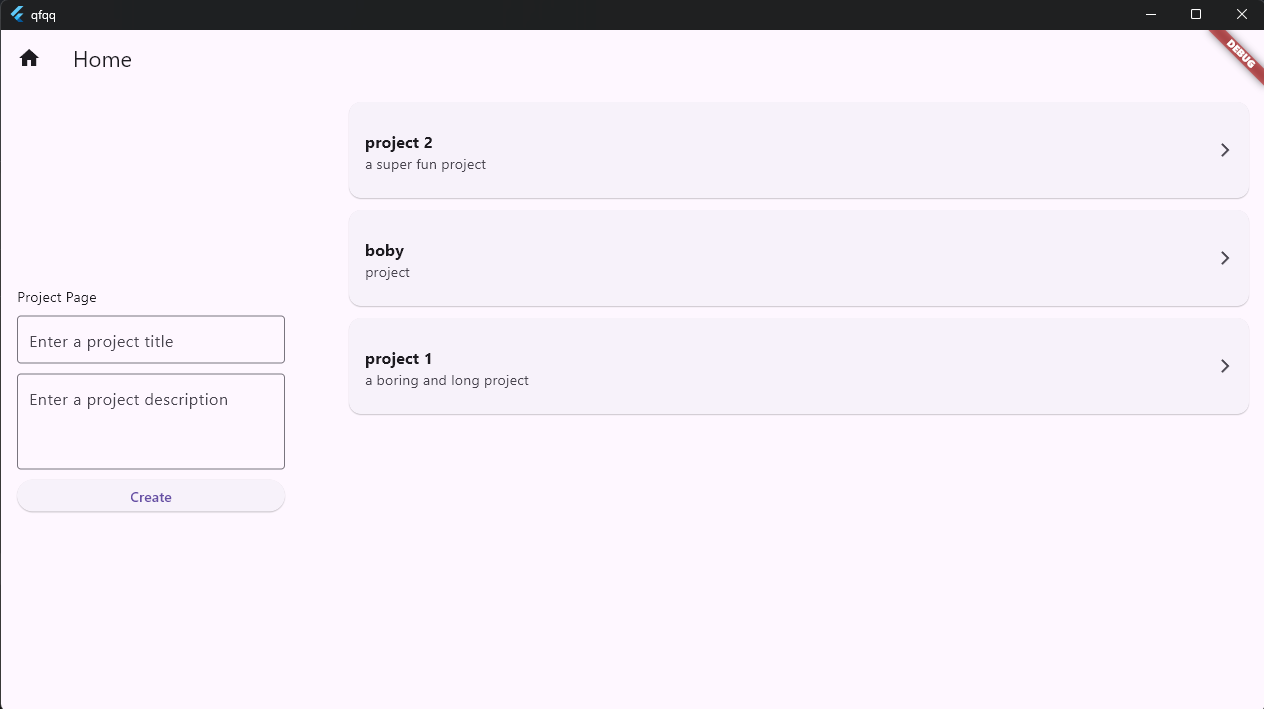 qfqq
Home
DEBUG
project 2
a super fun project
boby
project
project 1
a boring and long project
Project Page
Enter a project title
Enter a project description
Create